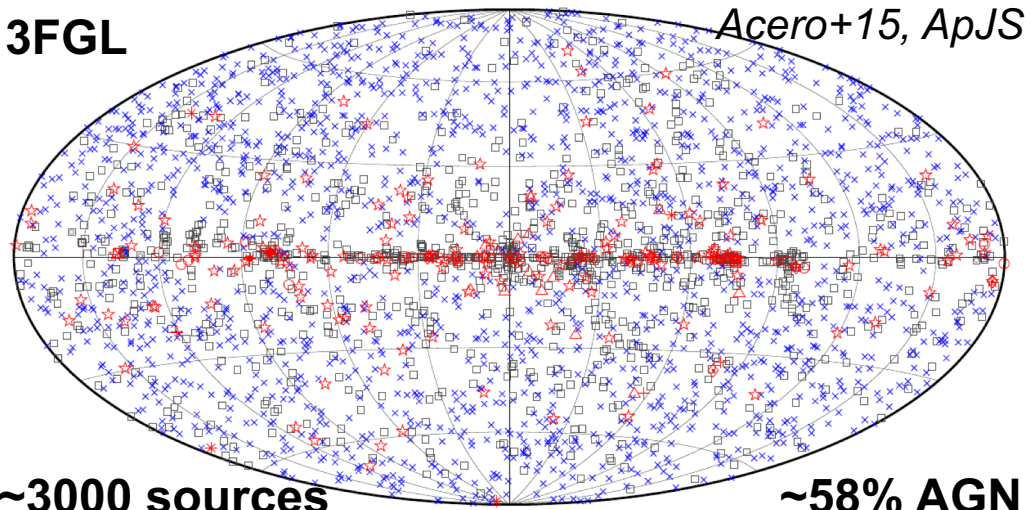 3FGL
Acero+15, ApJS
~3000 sources
~58% AGN